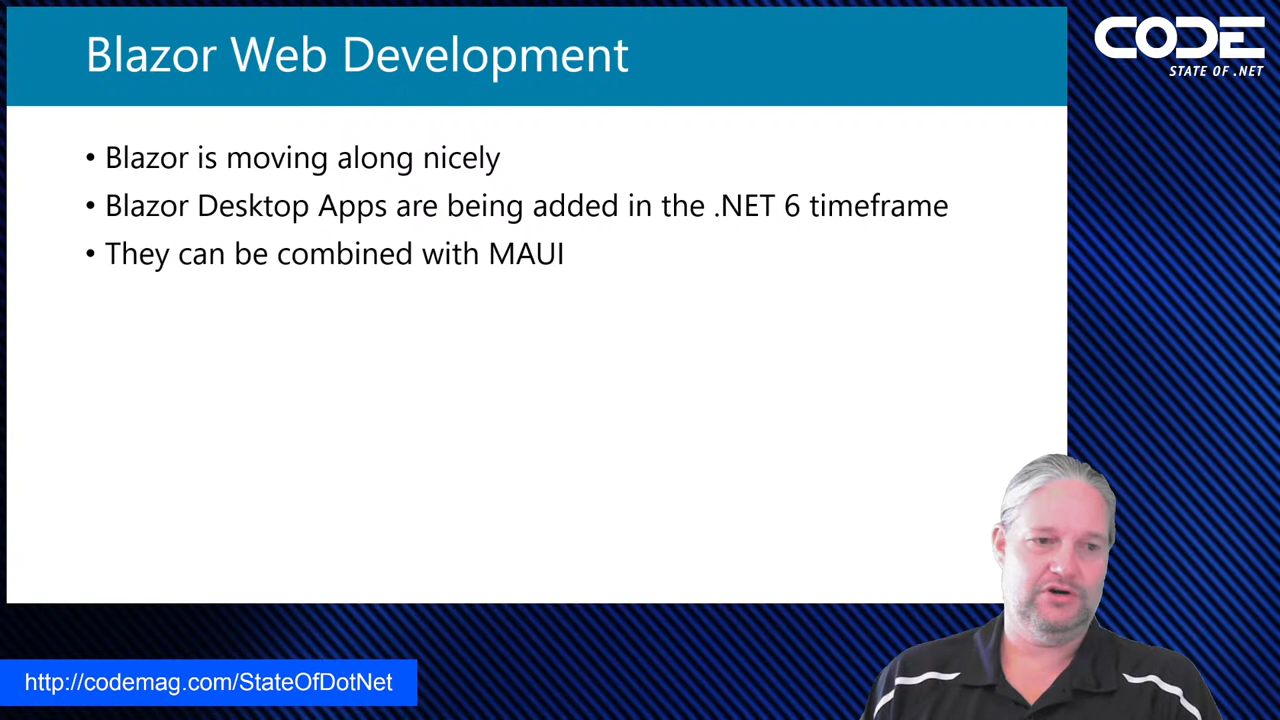 Blazor Web Development
CODE
STATE OF .NET
• Blazor is moving along nicely
• Blazor Desktop Apps are being added in the .NET 6 timeframe
• They can be combined with MAUI
http://codemag.com/StateOfDotNet